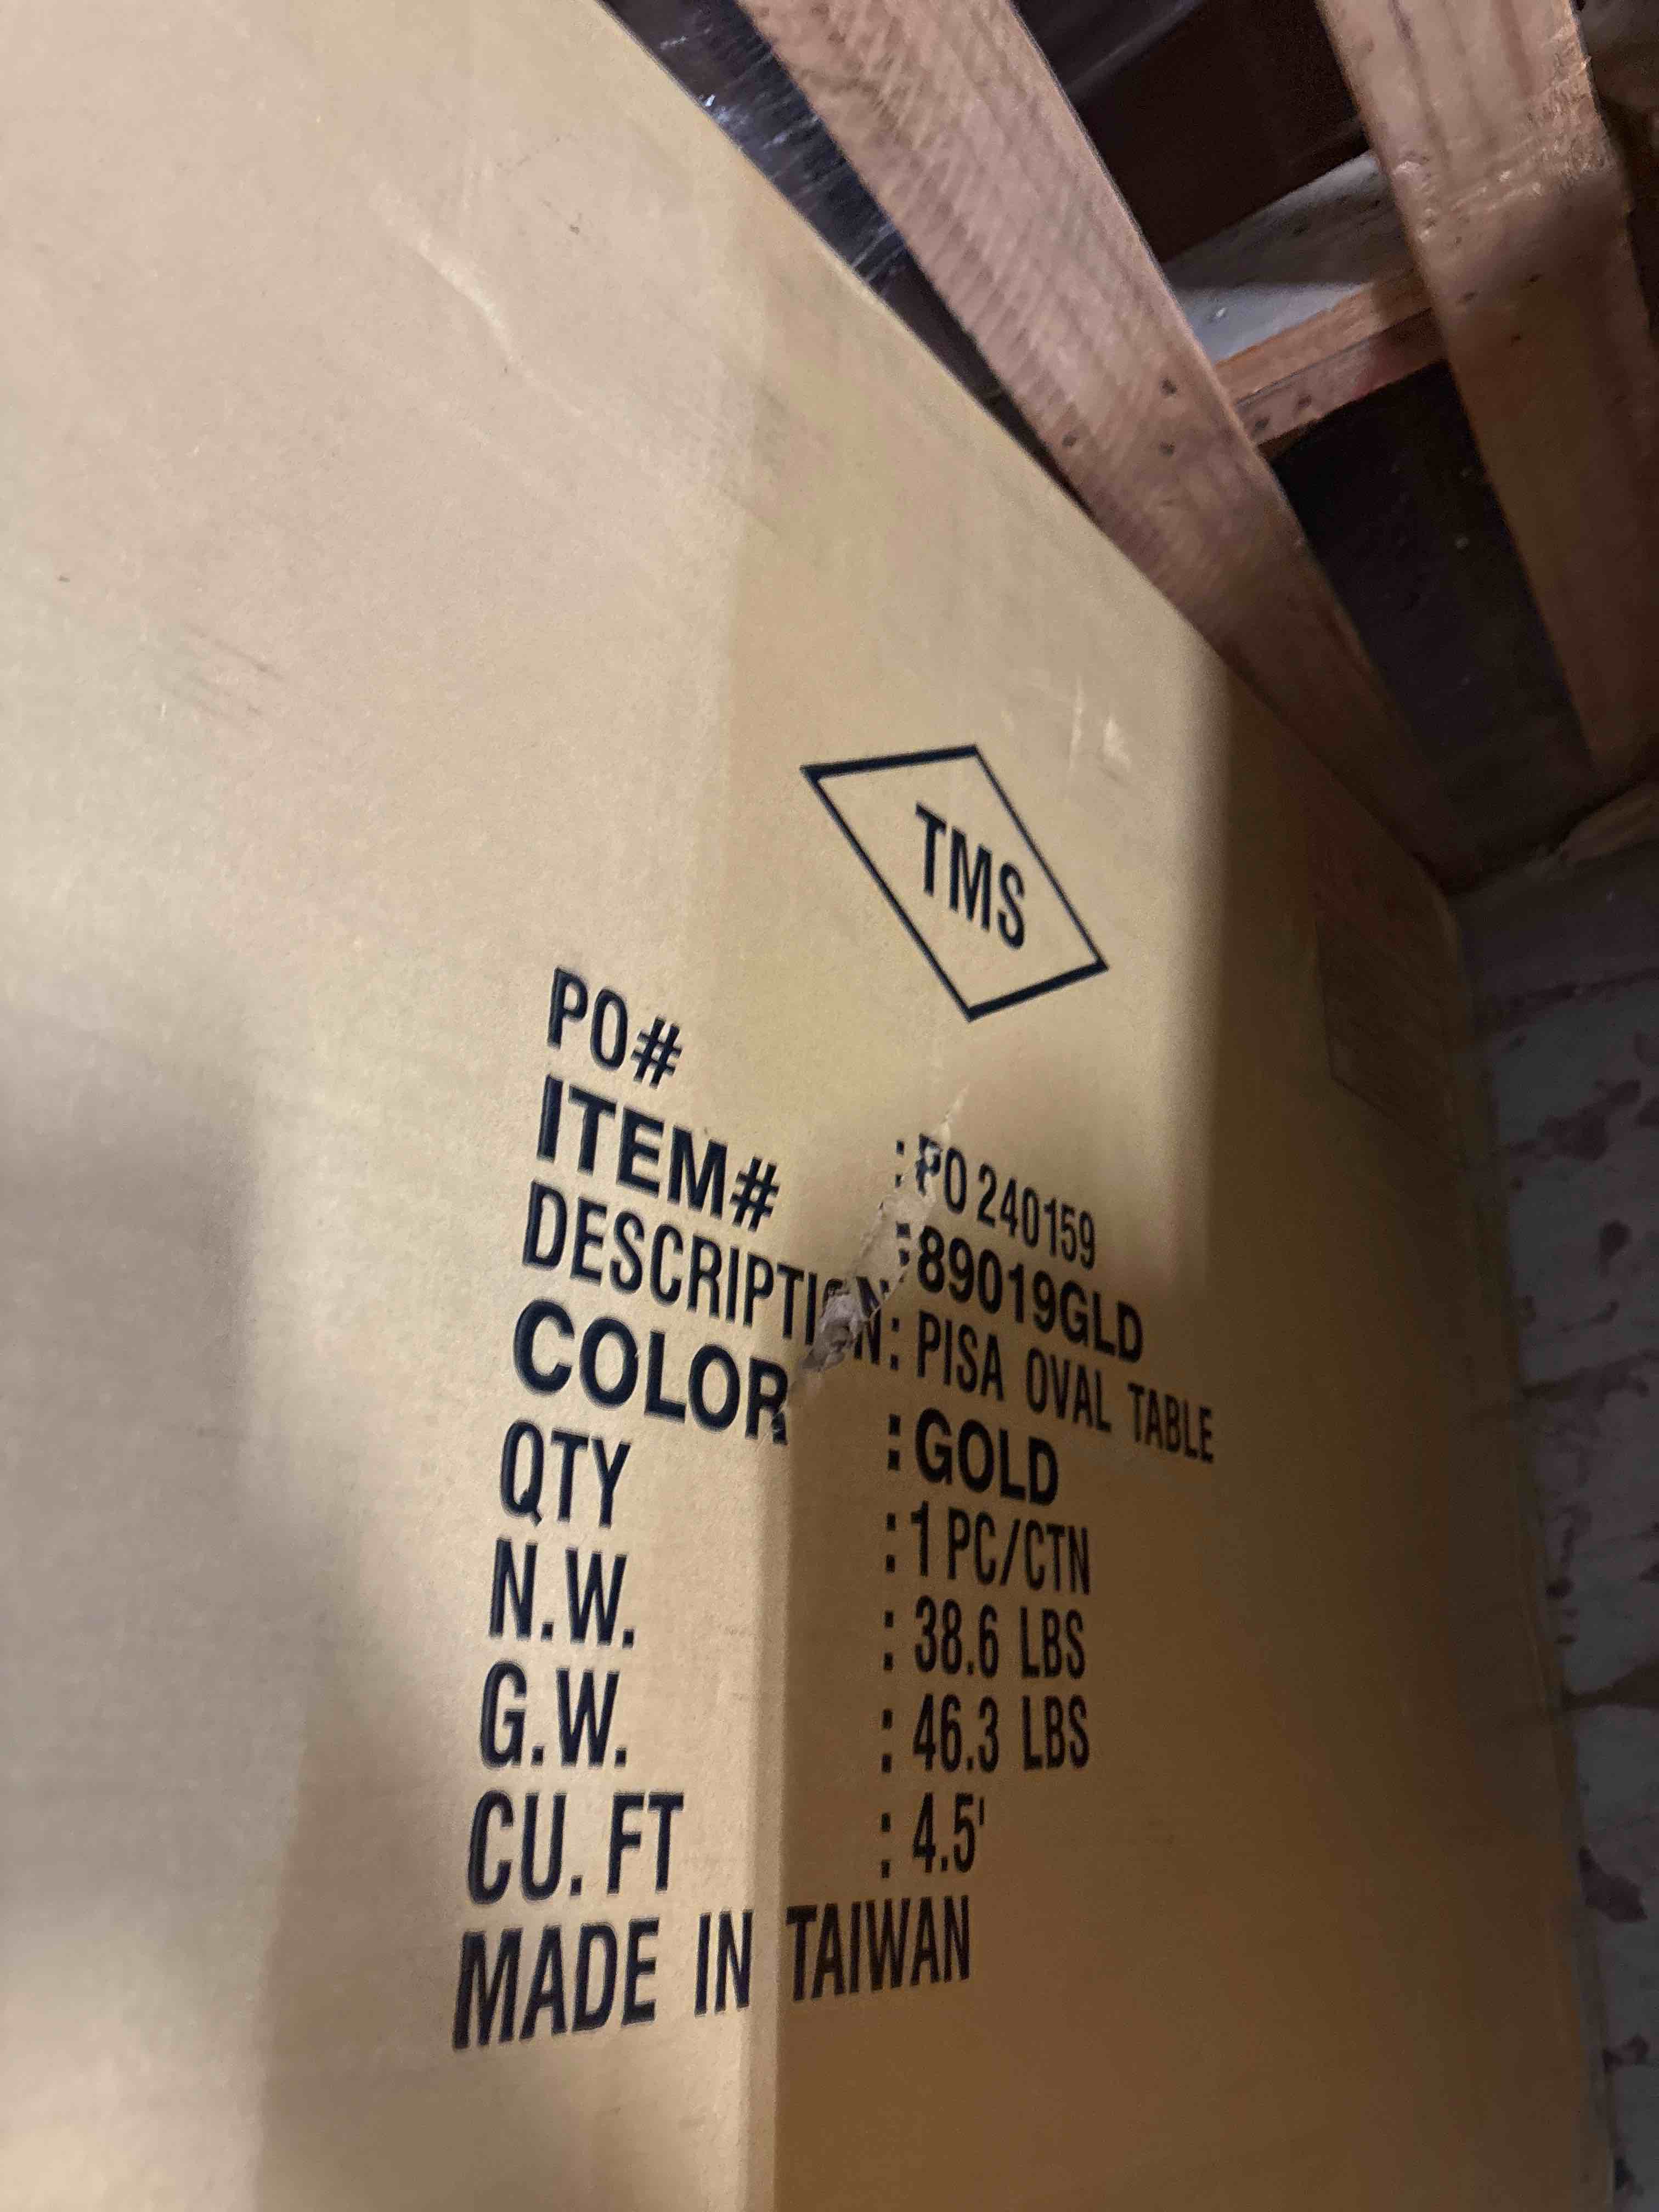 TMS
PO# : PO 240159
ITEM# : 89019GLD
DESCRIPTION: PISA OVAL TABLE
COLOR : GOLD
QTY : 1 PC/CTN
N.W. : 38.6 LBS
G.W. : 46.3 LBS
CU. FT : 4.5'
MADE IN TAIWAN